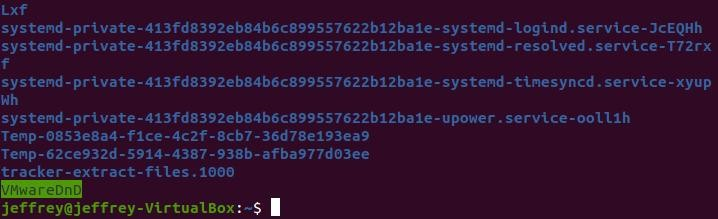 Lxf
systemd-private-413fd8392eb84b6c899557622b12ba1e-systemd-logind.service-JcEQHh
systemd-private-413fd8392eb84b6c899557622b12ba1e-systemd-resolved.service-T72rx
f
systemd-private-413fd8392eb84b6c899557622b12ba1e-systemd-timesyncd.service-xyup
Wh
systemd-private-413fd8392eb84b6c899557622b12ba1e-upower.service-ooll1h
Temp-0853e8a4-f1ce-4c2f-8cb7-36d78e193ea9
Temp-62ce932d-5914-4387-938b-afba977d03ee
tracker-extract-files.1000
VMwareDnD
jeffrey@jeffrey-VirtualBox:~$